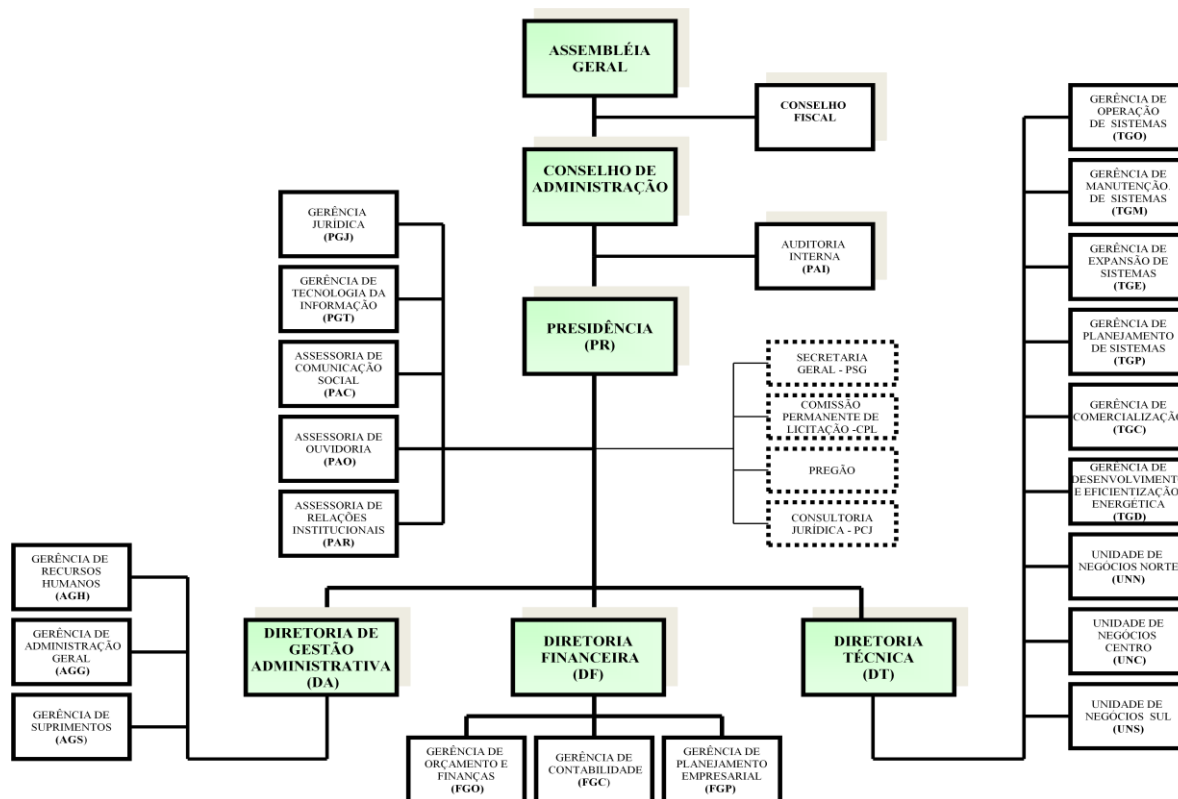 ASSEMBLÉIA
GERAL
CONSELHO
FISCAL
CONSELHO DE
ADMINISTRAÇÃO
AUDITORIA
INTERNA
(PAI)
PRESIDÊNCIA
(PR)
GERÊNCIA
JURÍDICA
(PGJ)
GERÊNCIA DE
TECNOLOGIA DA
INFORMAÇÃO
(PGT)
ASSESSORIA DE
COMUNICAÇÃO
SOCIAL
(PAC)
ASSESSORIA DE
OUVIDORIA
(PAO)
ASSESSORIA DE
RELAÇÕES
INSTITUCIONAIS
(PAR)
SECRETARIA
GERAL - PSG
COMISSÃO
PERMANENTE DE
LICITAÇÃO -CPL
PREGÃO
CONSULTORIA
JURÍDICA - PCJ
DIRETORIA DE
GESTÃO
ADMINISTRATIVA
(DA)
DIRETORIA
FINANCEIRA
(DF)
DIRETORIA
TÉCNICA
(DT)
GERÊNCIA DE
RECURSOS
HUMANOS
(AGH)
GERÊNCIA DE
ADMINISTRAÇÃO
GERAL
(AGG)
GERÊNCIA DE
SUPRIMENTOS
(AGS)
GERÊNCIA DE
ORÇAMENTO E
FINANÇAS
(FGO)
GERÊNCIA DE
CONTABILIDADE
(FGC)
GERÊNCIA DE
PLANEJAMENTO
EMPRESARIAL
(FGP)
GERÊNCIA DE
OPERAÇÃO
DE SISTEMAS
(TGO)
GERÊNCIA DE
MANUTENÇÃO.
DE SISTEMAS
(TGM)
GERÊNCIA DE
EXPANSÃO DE
SISTEMAS
(TGE)
GERÊNCIA DE
PLANEJAMENTO
DE SISTEMAS
(TGP)
GERÊNCIA DE
COMERCIALIZAÇÃO
(TGC)
GERÊNCIA DE
DESENVOLVIMENTO
E EFICIENTIZAÇÃO
ENERGÉTICA
(TGD)
UNIDADE DE
NEGÓCIOS NORTE
(UNN)
UNIDADE DE
NEGÓCIOS
CENTRO
(UNC)
UNIDADE DE
NEGÓCIOS SUL
(UNS)